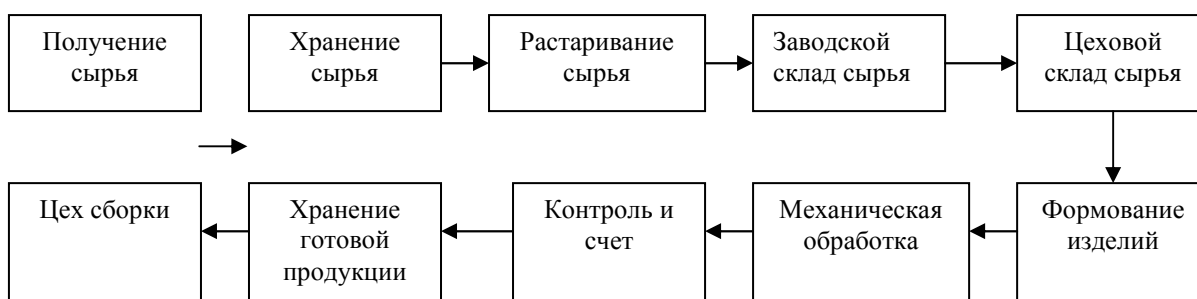 Получение
сырья
Хранение
сырья
Растаривание
сырья
Заводской
склад сырья
Цеховой
склад сырья
Цех сборки
Хранение
готовой
продукции
Контроль и
счет
Механическая
обработка
Формование
изделий